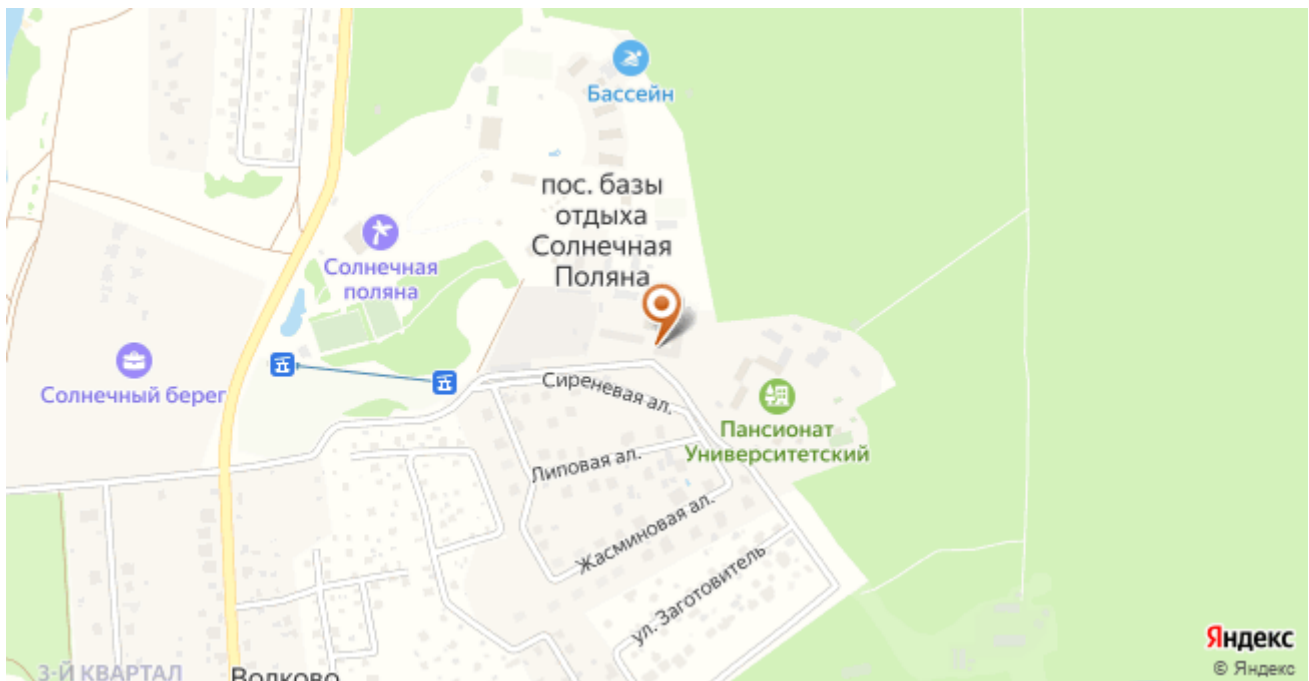 Бассейн
пос. базы
отдыха
Солнечная
Поляна
Солнечная
поляна
Солнечный берег
Сиреневая ал.
Пансионат
Университетский
Липовая ал.
Жасминовая ал.
ул. Заготовитель
3-Й КВАРТАЛ
Волково
Яндекс
© Яндекс